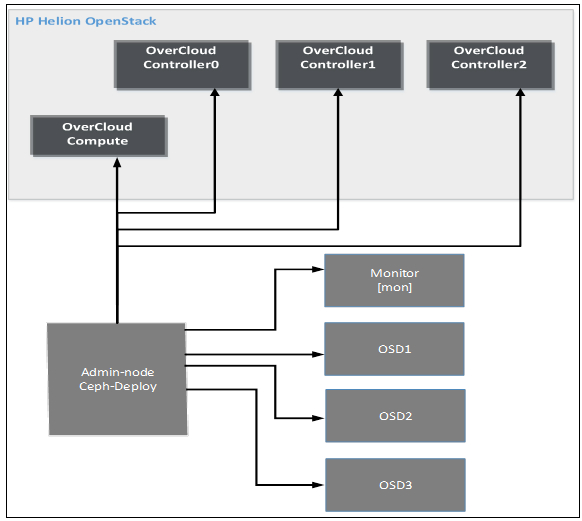 HP Helion OpenStack
OverCloud
Controller0
OverCloud
Controller1
OverCloud
Controller2
OverCloud
Compute
Monitor
[mon]
OSD1
Admin-node
Ceph-Deploy
OSD2
OSD3